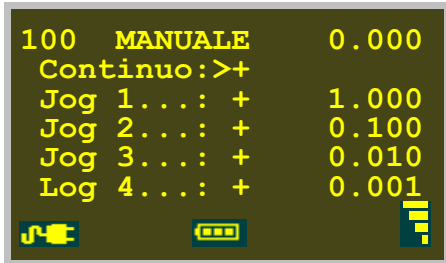 100 MANUALE 0.000
Continuo:>+
Jog 1...: + 1.000
Jog 2...: + 0.100
Jog 3...: + 0.010
Log 4...: + 0.001